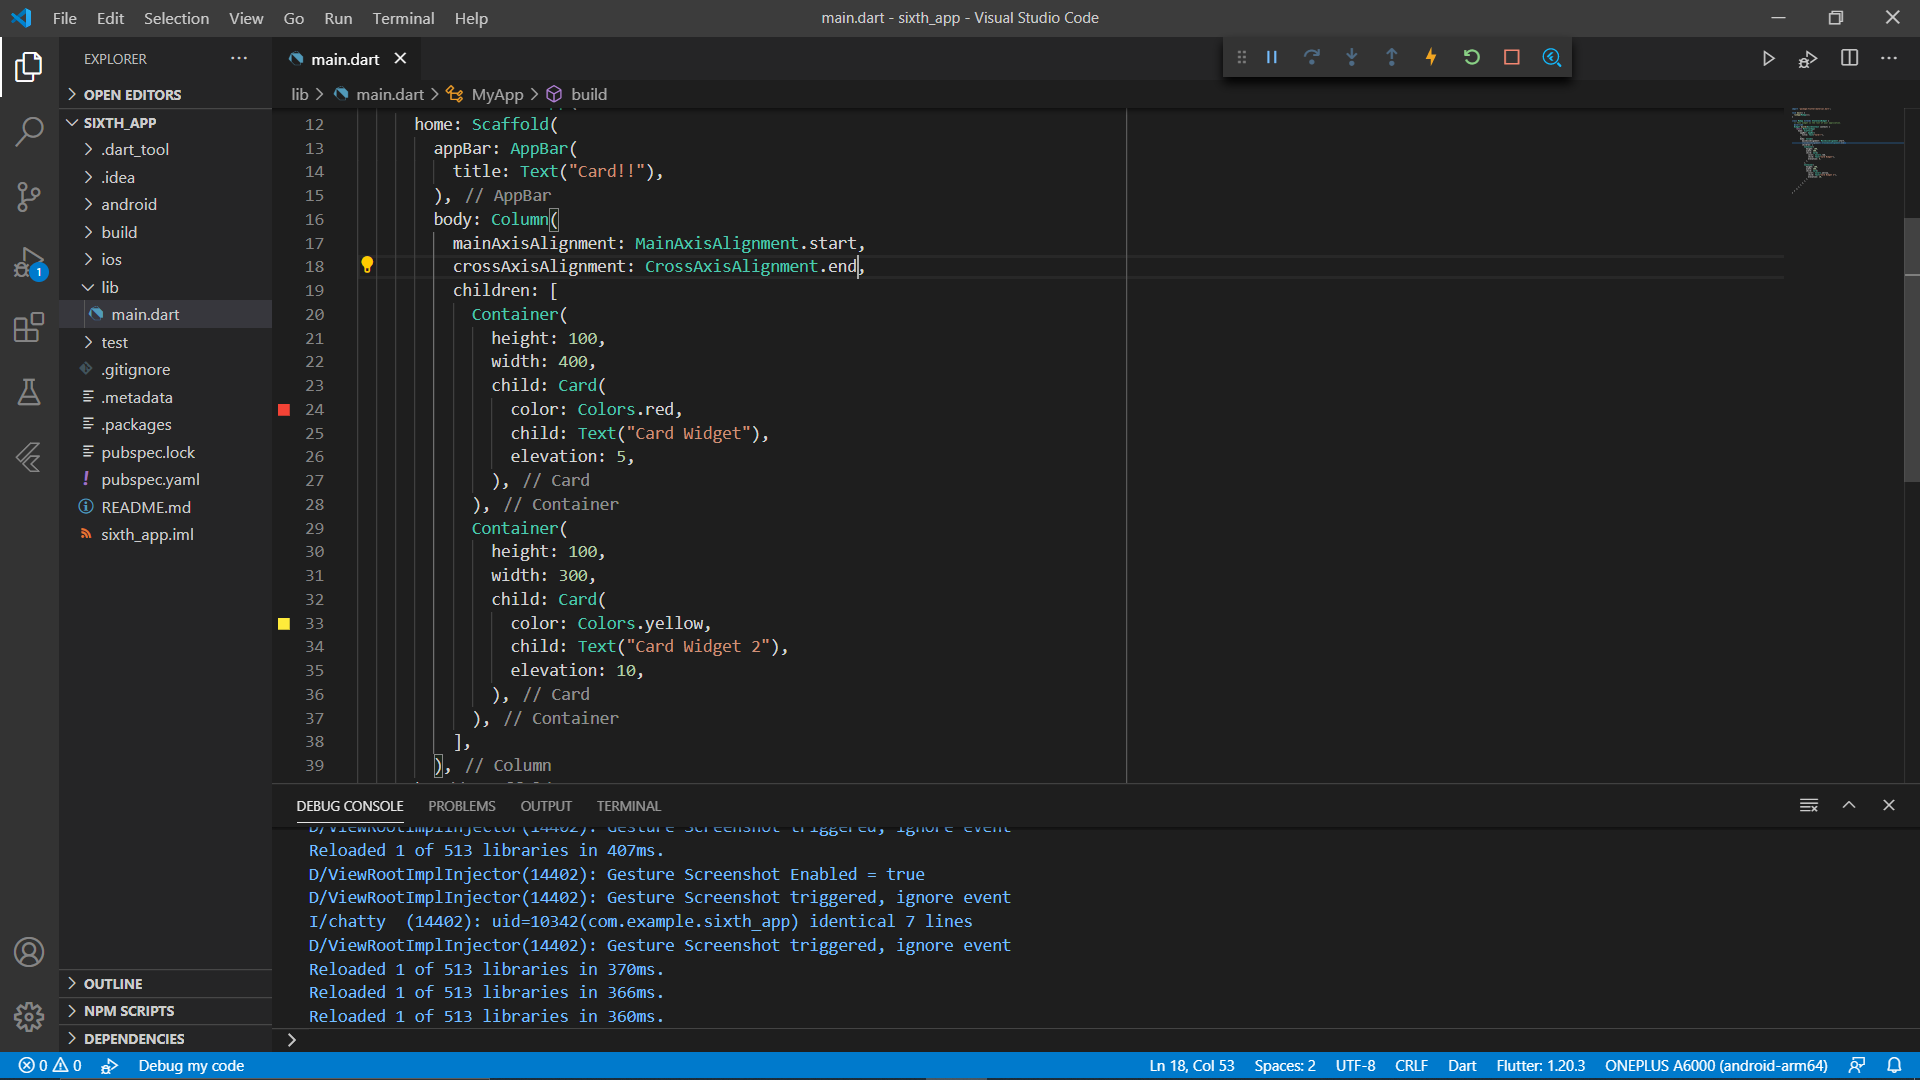 File Edit Selection View Go Run Terminal Help
main.dart - sixth_app - Visual Studio Code
EXPLORER
OPEN EDITORS
SIXTH_APP
.dart_tool
.idea
android
build
ios
lib
main.dart
test
.gitignore
.metadata
.packages
pubspec.lock
pubspec.yaml
README.md
sixth_app.iml
OUTLINE
NPM SCRIPTS
DEPENDENCIES
1
main.dart
lib > main.dart > MyApp > build
12 home: Scaffold(
13 appBar: AppBar(
14 title: Text("Card!!"),
15 ), // AppBar
16 body: Column(
17 mainAxisAlignment: MainAxisAlignment.start,
18 crossAxisAlignment: CrossAxisAlignment.end,
19 children: [
20 Container(
21 height: 100,
22 width: 400,
23 child: Card(
24 color: Colors.red,
25 child: Text("Card Widget"),
26 elevation: 5,
27 ), // Card
28 ), // Container
29 Container(
30 height: 100,
31 width: 300,
32 child: Card(
33 color: Colors.yellow,
34 child: Text("Card Widget 2"),
35 elevation: 10,
36 ), // Card
37 ), // Container
38 ],
39 ), // Column
DEBUG CONSOLE PROBLEMS OUTPUT TERMINAL
D/ViewRootImplInjector(14402): Gesture Screenshot triggered, ignore event
Reloaded 1 of 513 libraries in 407ms.
D/ViewRootImplInjector(14402): Gesture Screenshot Enabled = true
D/ViewRootImplInjector(14402): Gesture Screenshot triggered, ignore event
I/chatty  (14402): uid=10342(com.example.sixth_app) identical 7 lines
D/ViewRootImplInjector(14402): Gesture Screenshot triggered, ignore event
Reloaded 1 of 513 libraries in 370ms.
Reloaded 1 of 513 libraries in 366ms.
Reloaded 1 of 513 libraries in 360ms.
>
0 0 Debug my code Ln 18, Col 53 Spaces: 2 UTF-8 CRLF Dart Flutter: 1.20.3 ONEPLUS A6000 (android-arm64)